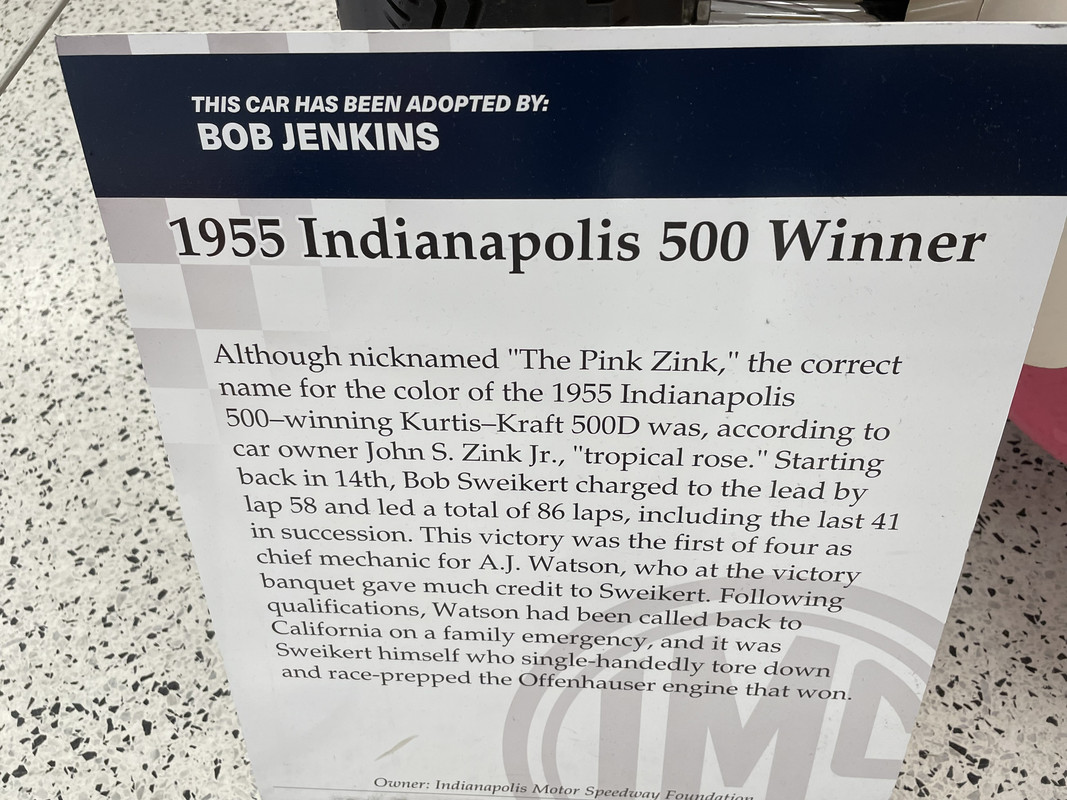 THIS CAR HAS BEEN ADOPTED BY:
BOB JENKINS
1955 Indianapolis 500 Winner
Although nicknamed "The Pink Zink," the correct
name for the color of the 1955 Indianapolis
500–winning Kurtis–Kraft 500D was, according to
car owner John S. Zink Jr., "tropical rose." Starting
back in 14th, Bob Sweikert charged to the lead by
lap 58 and led a total of 86 laps, including the last 41
in succession. This victory was the first of four as
chief mechanic for A.J. Watson, who at the victory
banquet gave much credit to Sweikert. Following
qualifications, Watson had been called back to
California on a family emergency, and it was
Sweikert himself who single-handedly tore down
and race-prepped the Offenhauser engine that won.
Owner: Indianapolis Motor Speedway Foundation